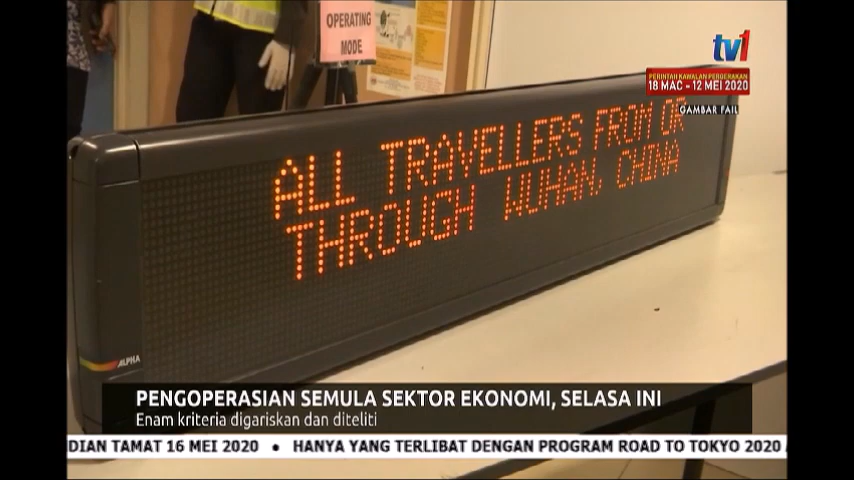 OPERATING
MODE
tv1
PERINTAH KAWALAN PERGERAKAN
18 MAC - 12 MEI 2020
GAMBAR FAIL
ALL TRAVELLERS FROM OR
THROUGH WUHAN, CHINA
ALPHA
PENGOPERASIAN SEMULA SEKTOR EKONOMI, SELASA INI
Enam kriteria digariskan dan diteliti
DIAN TAMAT 16 MEI 2020 • HANYA YANG TERLIBAT DENGAN PROGRAM ROAD TO TOKYO 2020